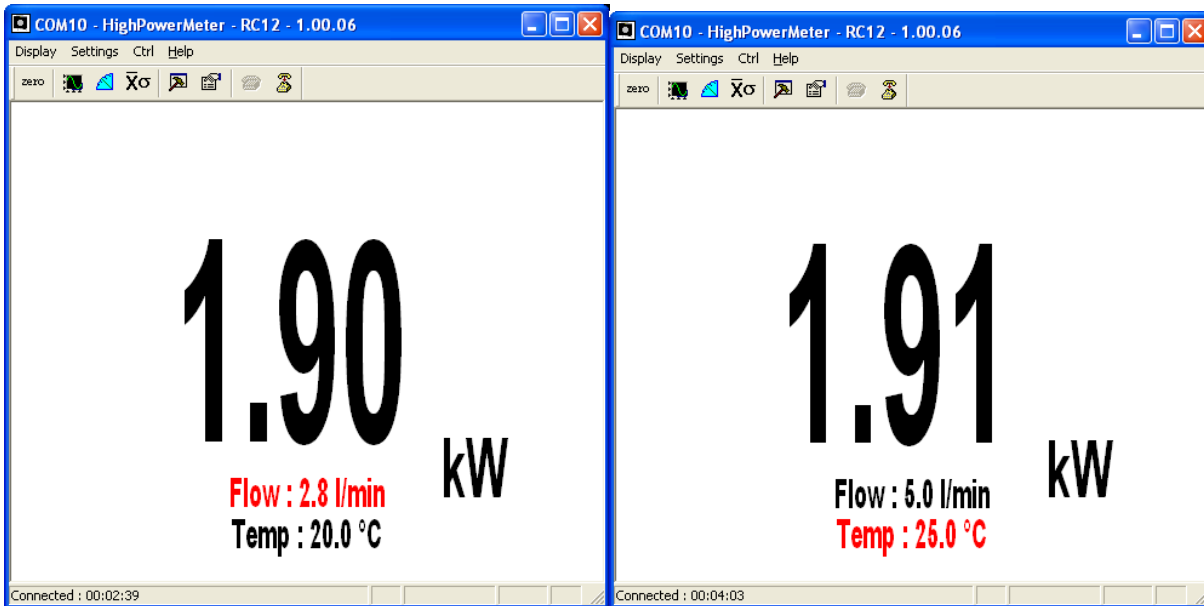 COM10 - HighPowerMeter - RC12 - 1.00.06
Display Settings Ctrl Help
zero X̅σ
1.90
kW
Flow : 2.8 l/min
Temp : 20.0 °C
Connected : 00:02:39
COM10 - HighPowerMeter - RC12 - 1.00.06
Display Settings Ctrl Help
zero X̅σ
1.91
kW
Flow : 5.0 l/min
Temp : 25.0 °C
Connected : 00:04:03